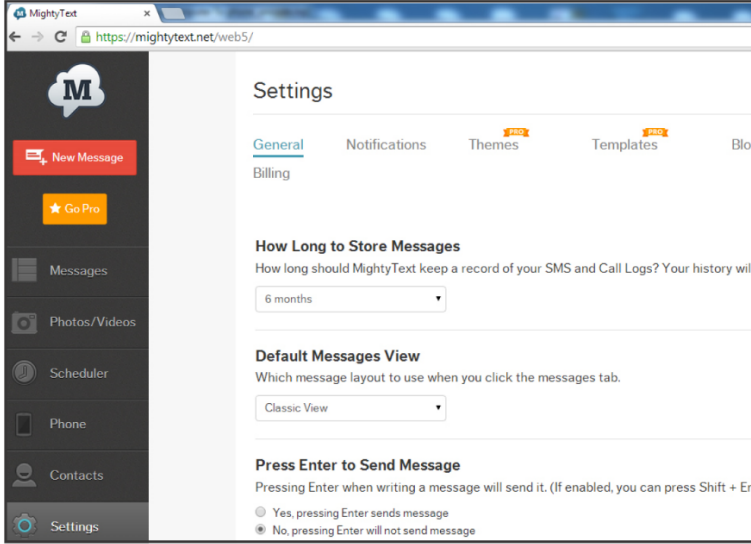 MightyText
https://mightytext.net/web5/
M
New Message
Go Pro
Messages
Photos/Videos
Scheduler
Phone
Contacts
Settings
Settings
General Notifications PRO Themes PRO Templates Blo
Billing
How Long to Store Messages
How long should MightyText keep a record of your SMS and Call Logs? Your history wil
6 months
Default Messages View
Which message layout to use when you click the messages tab.
Classic View
Press Enter to Send Message
Pressing Enter when writing a message will send it. (If enabled, you can press Shift + En
Yes, pressing Enter sends message
No, pressing Enter will not send message